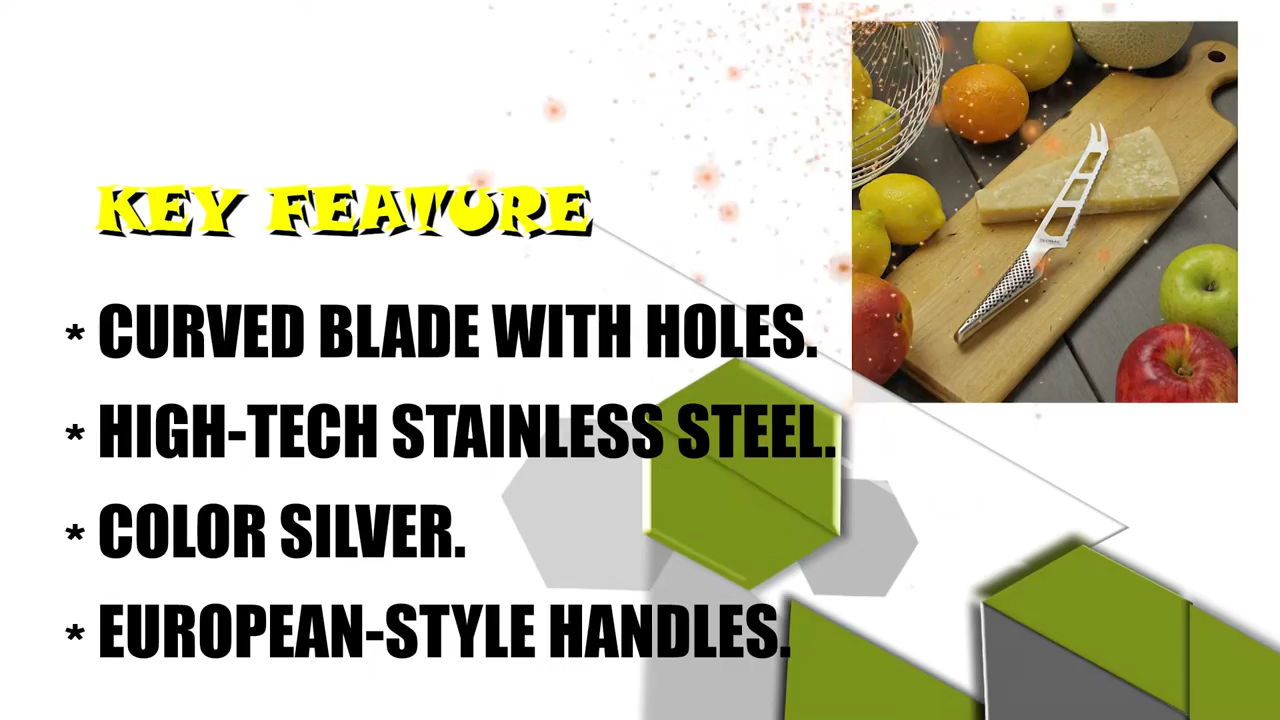 KEY FEATURE
* CURVED BLADE WITH HOLES.
* HIGH-TECH STAINLESS STEEL.
* COLOR SILVER.
* EUROPEAN-STYLE HANDLES.